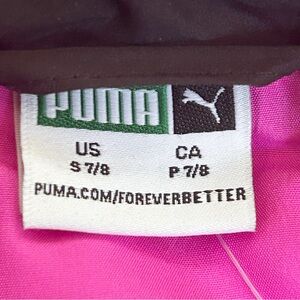 PUMA
US CA
S 7/8 P 7/8
PUMA.COM/FOREVERBETTER